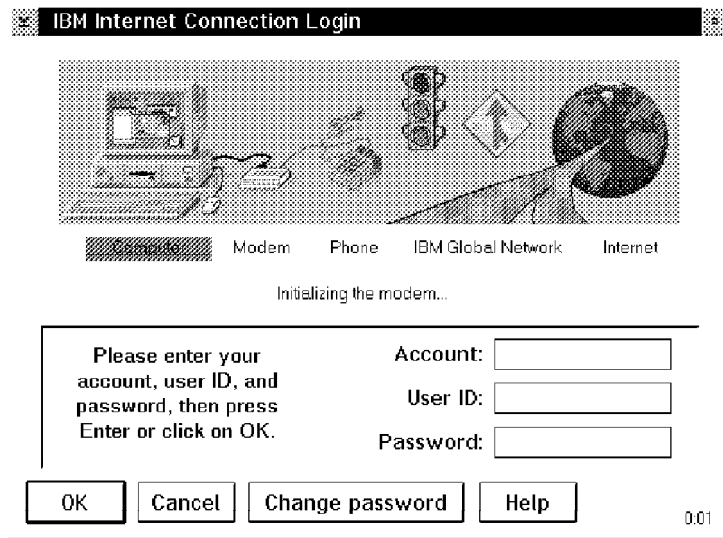 IBM Internet Connection Login
Computer Modem Phone IBM Global Network Internet
Initializing the modem...
Please enter your
account, user ID, and
password, then press
Enter or click on OK.
Account:
User ID:
Password:
OK Cancel Change password Help
0:01